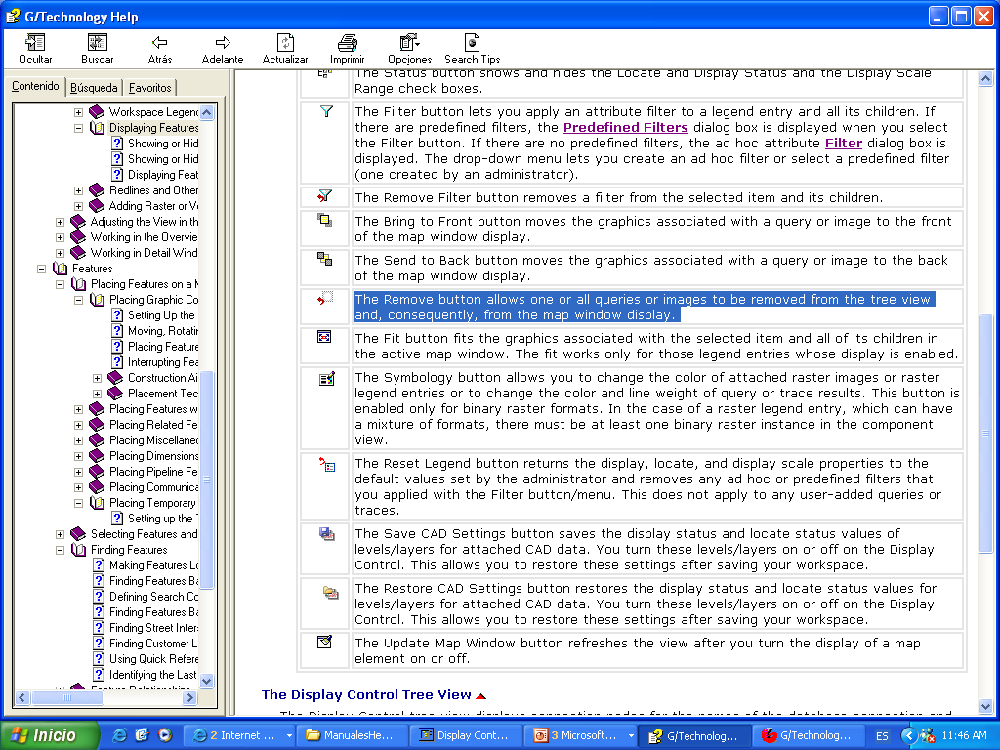 G/Technology Help
Ocultar Buscar Atrás Adelante Actualizar Imprimir Opciones Search Tips
Contenido Búsqueda Favoritos
Workspace Legend
Displaying Features
Showing or Hid
Showing or Hid
Displaying Feat
Redlines and Other
Adding Raster or Ve
Adjusting the View in th
Working in the Overvie
Working in Detail Wind
Features
Placing Features on a M
Placing Graphic Co
Setting Up the
Moving, Rotatin
Placing Feature
Interrupting Fea
Construction Ai
Placement Tec
Placing Features w
Placing Related Fe
Placing Miscellane
Placing Dimensions
Placing Pipeline Fe
Placing Communica
Placing Temporary
Setting up the T
Selecting Features and
Finding Features
Making Features Lo
Finding Features Ba
Defining Search Co
Finding Features Ba
Finding Street Inters
Finding Customer L
Using Quick Refere
Identifying the Last
Feature Relationships
The Status button shows and hides the Locate and Display Status and the Display Scale
Range check boxes.
The Filter button lets you apply an attribute filter to a legend entry and all its children. If
there are predefined filters, the Predefined Filters dialog box is displayed when you select
the Filter button. If there are no predefined filters, the ad hoc attribute Filter dialog box is
displayed. The drop-down menu lets you create an ad hoc filter or select a predefined filter
(one created by an administrator).
The Remove Filter button removes a filter from the selected item and its children.
The Bring to Front button moves the graphics associated with a query or image to the front
of the map window display.
The Send to Back button moves the graphics associated with a query or image to the back
of the map window display.
The Remove button allows one or all queries or images to be removed from the tree view
and, consequently, from the map window display.
The Fit button fits the graphics associated with the selected item and all of its children in
the active map window. The fit works only for those legend entries whose display is enabled.
The Symbology button allows you to change the color of attached raster images or raster
legend entries or to change the color and line weight of query or trace results. This button is
enabled only for binary raster formats. In the case of a raster legend entry, which can have
a mixture of formats, there must be at least one binary raster instance in the component
view.
The Reset Legend button returns the display, locate, and display scale properties to the
default values set by the administrator and removes any ad hoc or predefined filters that
you applied with the Filter button/menu. This does not apply to any user-added queries or
traces.
The Save CAD Settings button saves the display status and locate status values of
levels/layers for attached CAD data. You turn these levels/layers on or off on the Display
Control. This allows you to restore these settings after saving your workspace.
The Restore CAD Settings button restores the display status and locate status values for
levels/layers for attached CAD data. You turn these levels/layers on or off on the Display
Control. This allows you to restore these settings after saving your workspace.
The Update Map Window button refreshes the view after you turn the display of a map
element on or off.
The Display Control Tree View
The Display Control tree view displays connection nodes for the names of the database connection and
Inicio 2 Internet ... ManualesHe... Display Cont... 3 Microsoft... G/Technolog... G/Technolog... ES 11:46 AM